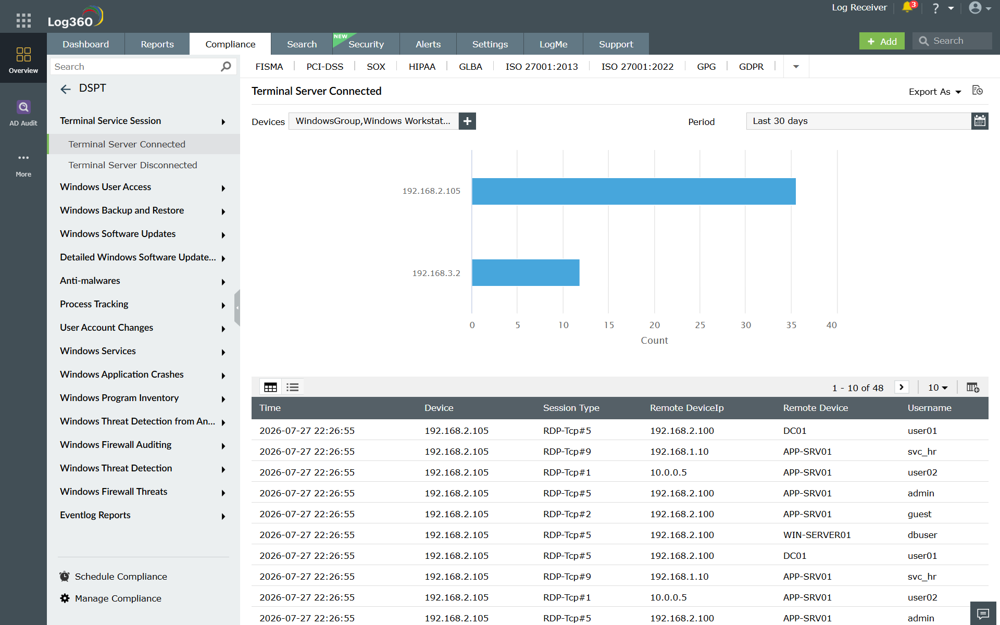 Log360
Log Receiver
3
?
Dashboard
Reports
Compliance
Search
NEW
Security
Alerts
Settings
LogMe
Support
+ Add
Search
Overview
AD Audit
More
Search
DSPT
Terminal Service Session
Terminal Server Connected
Terminal Server Disconnected
Windows User Access
Windows Backup and Restore
Windows Software Updates
Detailed Windows Software Update...
Anti-malwares
Process Tracking
User Account Changes
Windows Services
Windows Application Crashes
Windows Program Inventory
Windows Threat Detection from An...
Windows Firewall Auditing
Windows Threat Detection
Windows Firewall Threats
Eventlog Reports
Schedule Compliance
Manage Compliance
FISMA
PCI-DSS
SOX
HIPAA
GLBA
ISO 27001:2013
ISO 27001:2022
GPG
GDPR
Terminal Server Connected
Export As
Devices
WindowsGroup,Windows Workstat...
Period
Last 30 days
192.168.2.105
192.168.3.2
0 5 10 15 20 25 30 35 40
Count
1 - 10 of 48
10
Time Device Session Type Remote DeviceIp Remote Device Username
2026-07-27 22:26:55 192.168.2.105 RDP-Tcp#5 192.168.2.100 DC01 user01
2026-07-27 22:26:55 192.168.2.105 RDP-Tcp#9 192.168.1.10 APP-SRV01 svc_hr
2026-07-27 22:26:55 192.168.2.105 RDP-Tcp#1 10.0.0.5 APP-SRV01 user02
2026-07-27 22:26:55 192.168.2.105 RDP-Tcp#5 192.168.2.100 APP-SRV01 admin
2026-07-27 22:26:55 192.168.2.105 RDP-Tcp#2 192.168.2.100 APP-SRV01 guest
2026-07-27 22:26:55 192.168.2.105 RDP-Tcp#5 192.168.2.100 WIN-SERVER01 dbuser
2026-07-27 22:26:55 192.168.2.105 RDP-Tcp#5 192.168.2.100 DC01 user01
2026-07-27 22:26:55 192.168.2.105 RDP-Tcp#9 192.168.1.10 APP-SRV01 svc_hr
2026-07-27 22:26:55 192.168.2.105 RDP-Tcp#1 10.0.0.5 APP-SRV01 user02
2026-07-27 22:26:55 192.168.2.105 RDP-Tcp#5 192.168.2.100 APP-SRV01 admin